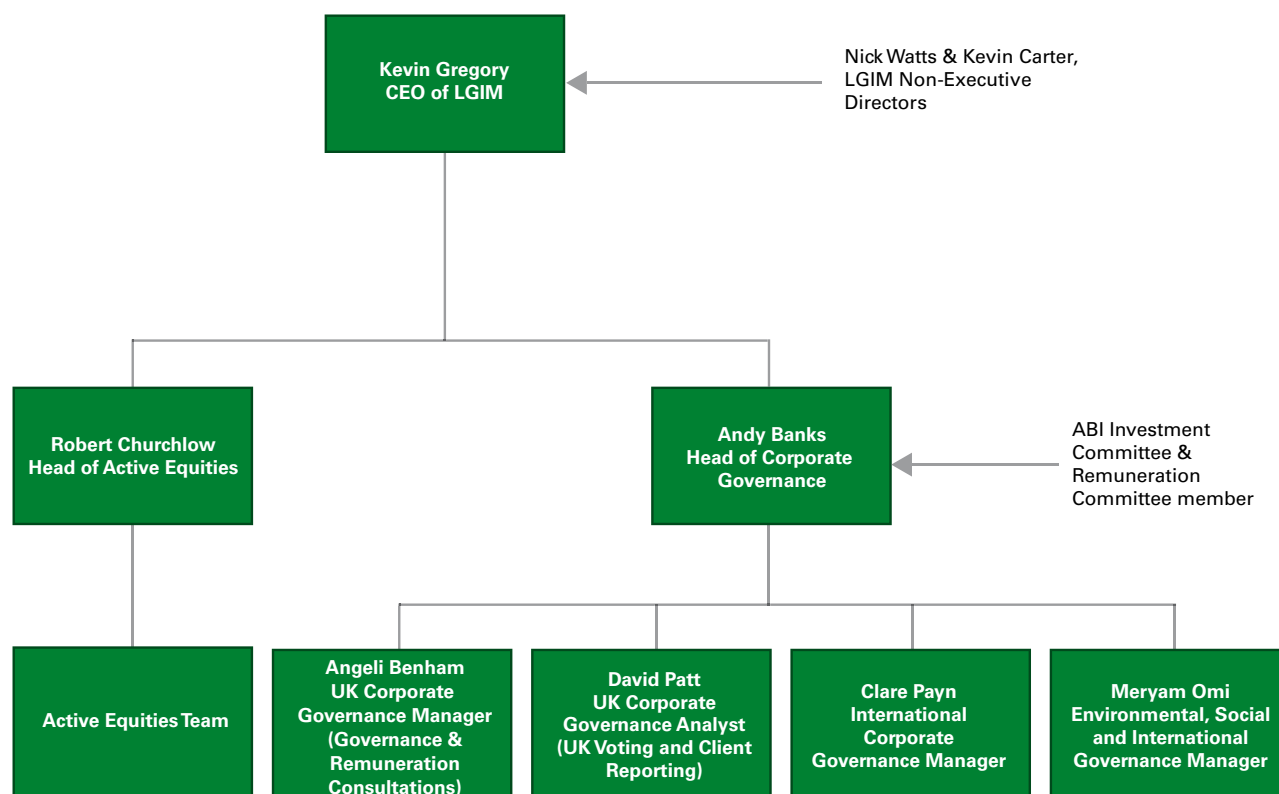 Kevin Gregory
CEO of LGIM
Nick Watts & Kevin Carter,
LGIM Non-Executive
Directors
Robert Churchlow
Head of Active Equities
Andy Banks
Head of Corporate
Governance
ABI Investment
Committee &
Remuneration
Committee member
Active Equities Team
Angeli Benham
UK Corporate
Governance Manager
(Governance &
Remuneration
Consultations)
David Patt
UK Corporate
Governance Analyst
(UK Voting and Client
Reporting)
Clare Payn
International
Corporate
Governance Manager
Meryam Omi
Environmental, Social
and International
Governance Manager